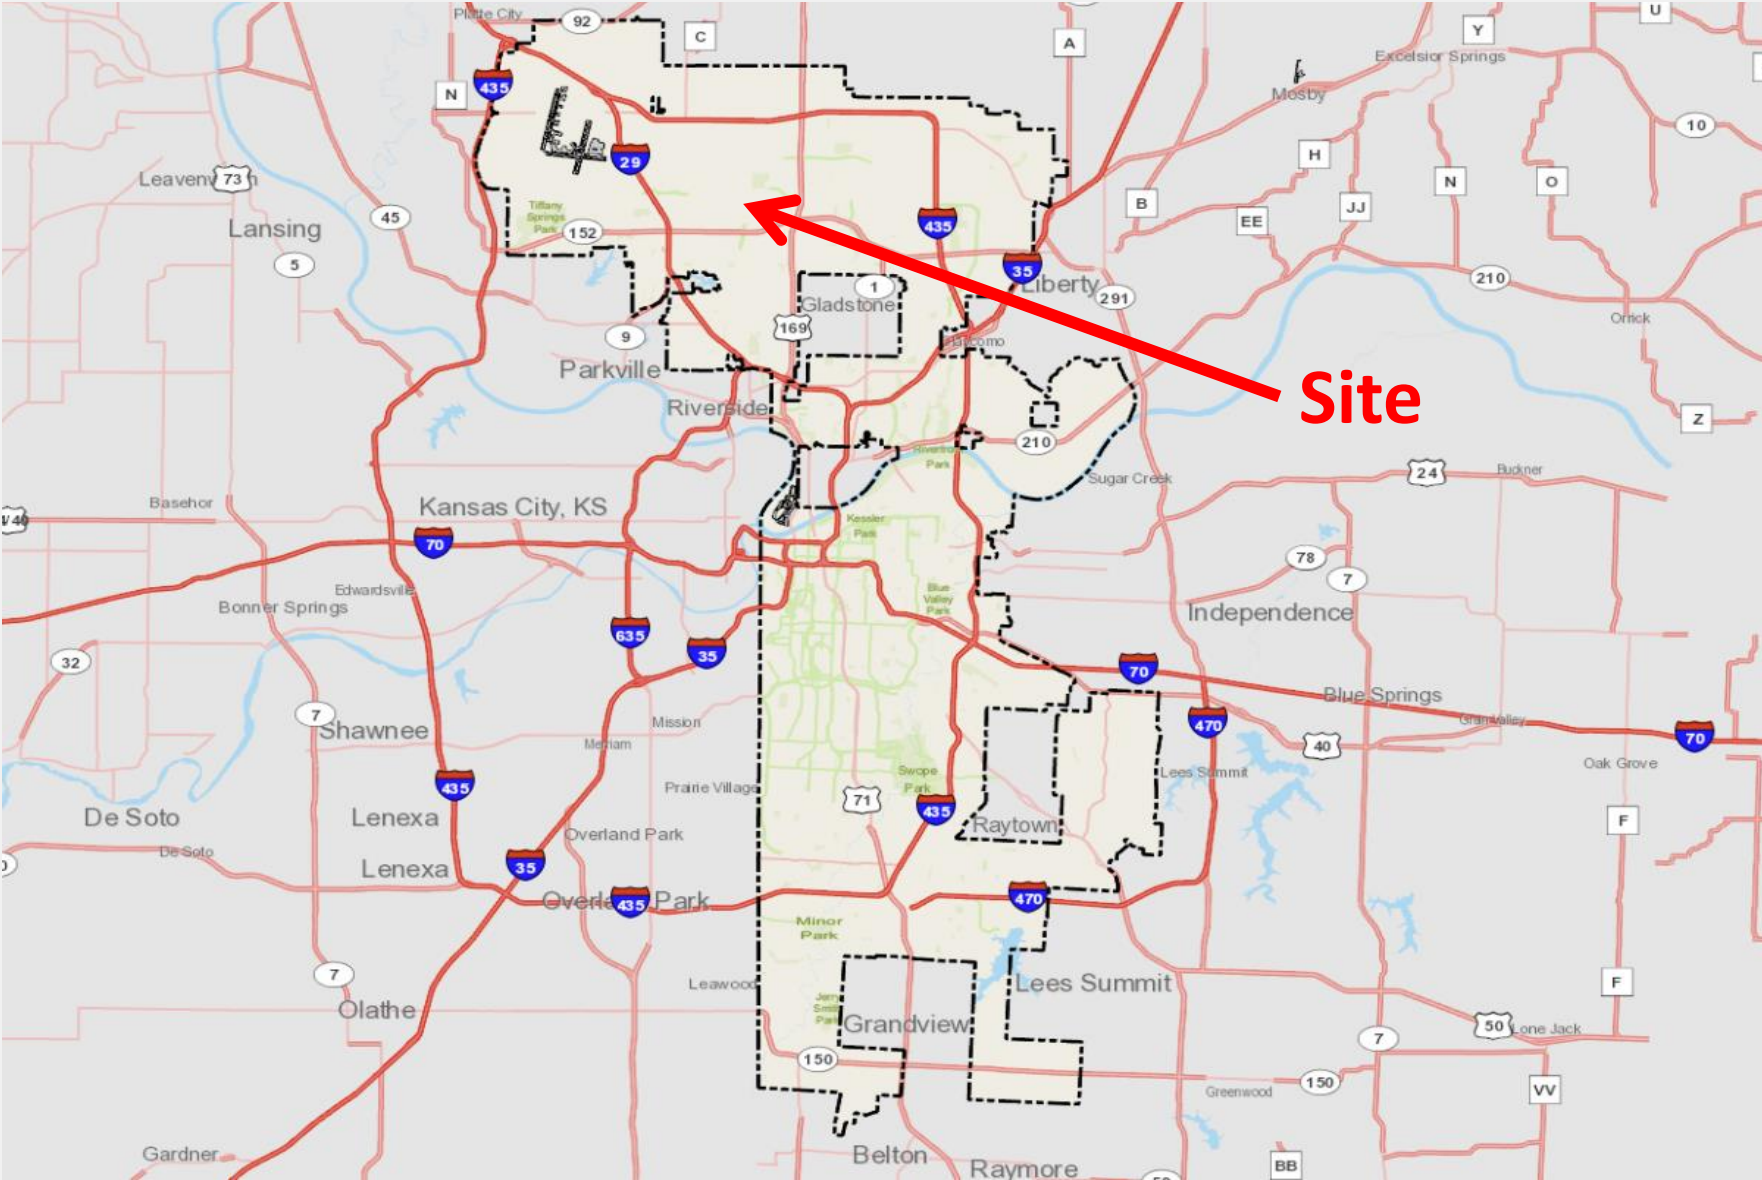 Platte City
92
C
A
U
Y
Excelsior Springs
435
N
Mosby
10
29
H
Leavenw
73
45
Tiffany
Springs
Park
152
435
B
EE
JJ
N
O
Lansing
5
35
Liberty
291
210
1
Gladstone
169
Orrick
9
Parkville
Riverside
Site
Z
210
Park
Sugar Creek
24
Buckner
Basehor
Kansas City, KS
Kessler
Park
70
78
7
Edwardsville
Bonner Springs
Blue
Valley
Park
Independence
635
35
32
70
Blue Springs
7
Shawnee
Mission
Merriam
470
Grain Valley
40
70
Oak Grove
Swope
Park
Lees Summit
Prairie Village
435
71
435
De Soto
Lenexa
Raytown
F
Overland Park
De Soto
35
Lenexa
470
435
Park
Minor
Park
7
Leawood
Lees Summit
F
Olathe
Jerry
Smith
Park
Grandview
50
Lone Jack
7
150
150
Greenwood
VV
Gardner
Belton
Raymore
BB